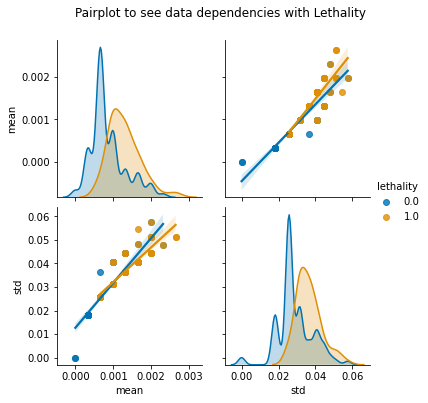 Pairplot to see data dependencies with Lethality
0.002
0.001
0.000
mean
lethality
0.0
1.0
0.06
0.05
0.04
0.03
0.02
0.01
0.00
std
0.000 0.001 0.002 0.003
mean
0.00 0.02 0.04 0.06
std